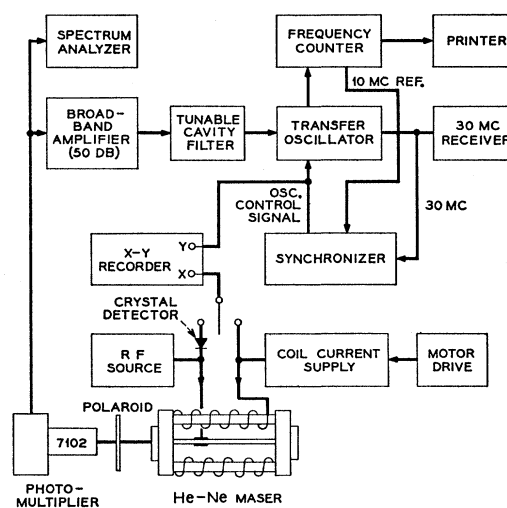 SPECTRUM
ANALYZER
FREQUENCY
COUNTER
PRINTER
10 MC REF.
BROAD-
BAND
AMPLIFIER
(50 DB)
TUNABLE
CAVITY
FILTER
TRANSFER
OSCILLATOR
30 MC
RECEIVER
OSC.
CONTROL
SIGNAL
30 MC
X-Y
RECORDER
Y
X
SYNCHRONIZER
CRYSTAL
DETECTOR
R F
SOURCE
COIL CURRENT
SUPPLY
MOTOR
DRIVE
POLAROID
7102
PHOTO-
MULTIPLIER
He-Ne MASER